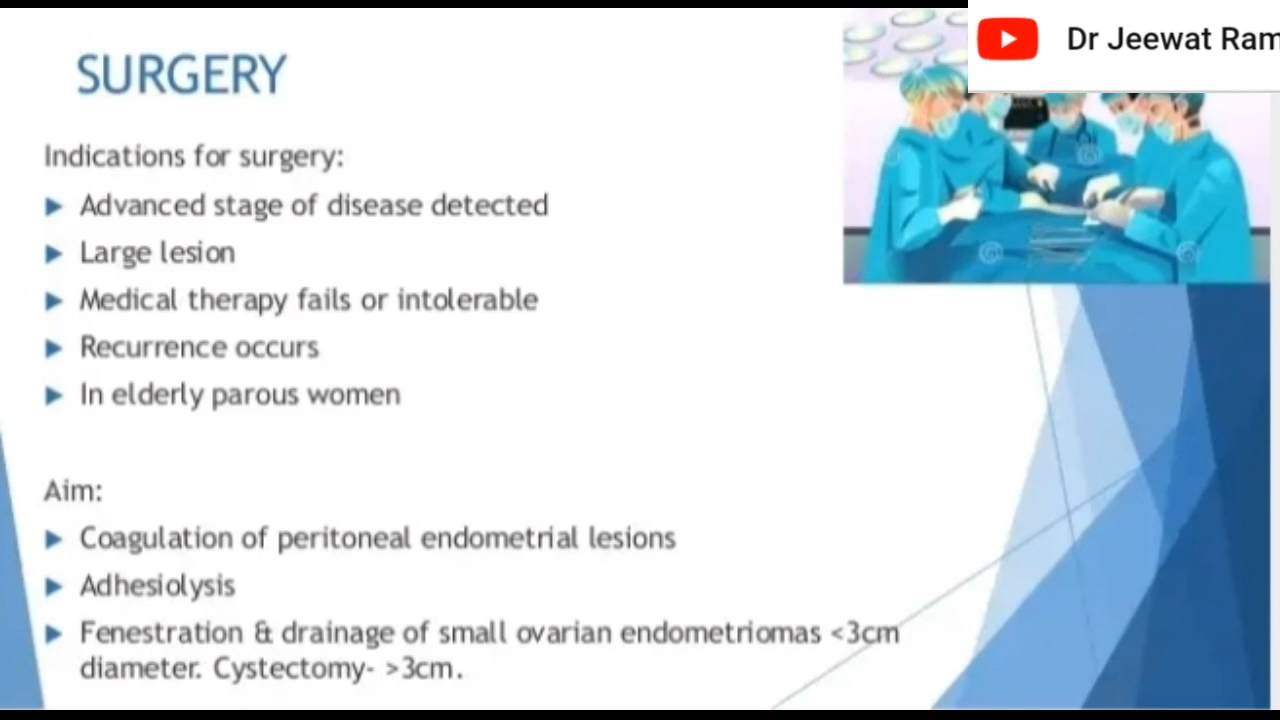 Dr Jeewat Ram
SURGERY
Indications for surgery:
Advanced stage of disease detected
Large lesion
Medical therapy fails or intolerable
Recurrence occurs
In elderly parous women
Aim:
Coagulation of peritoneal endometrial lesions
Adhesiolysis
Fenestration & drainage of small ovarian endometriomas <3cm
diameter. Cystectomy- >3cm.